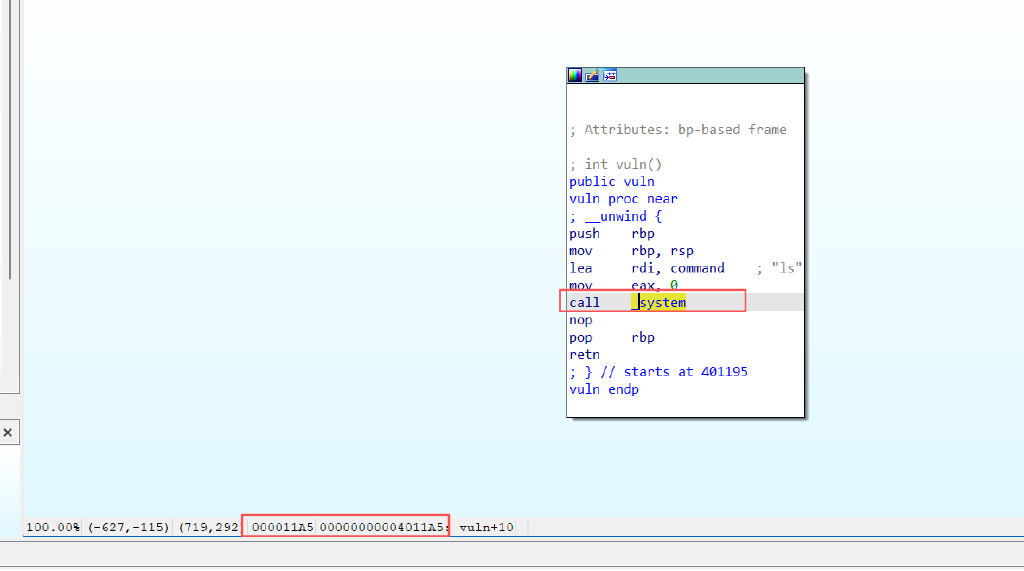 ; Attributes: bp-based frame
; int vuln()
public vuln
vuln proc near
; __unwind {
push rbp
mov rbp, rsp
lea rdi, command ; "ls"
mov eax, 0
call _system
nop
pop rbp
retn
; } // starts at 401195
vuln endp
100.00% (-627,-115) (719,292) 000011A5 00000000004011A5: vuln+10